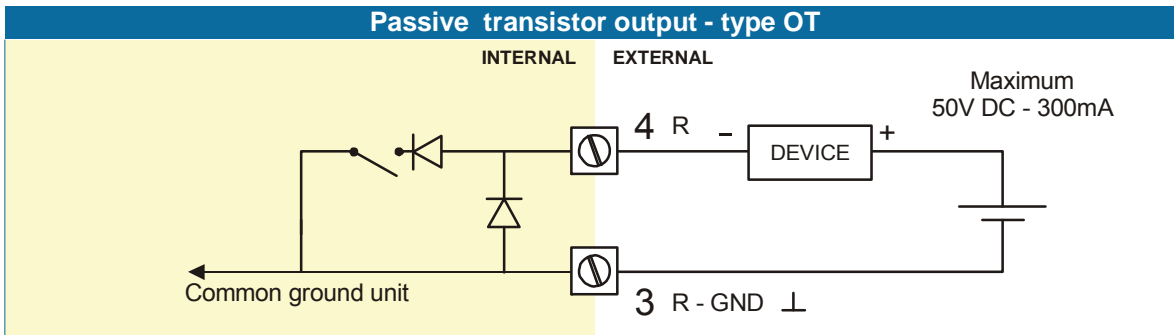 Passive transistor output - type OT
INTERNAL EXTERNAL
Maximum
50V DC - 300mA
4 R - +
DEVICE
Common ground unit
3 R - GND ⊥